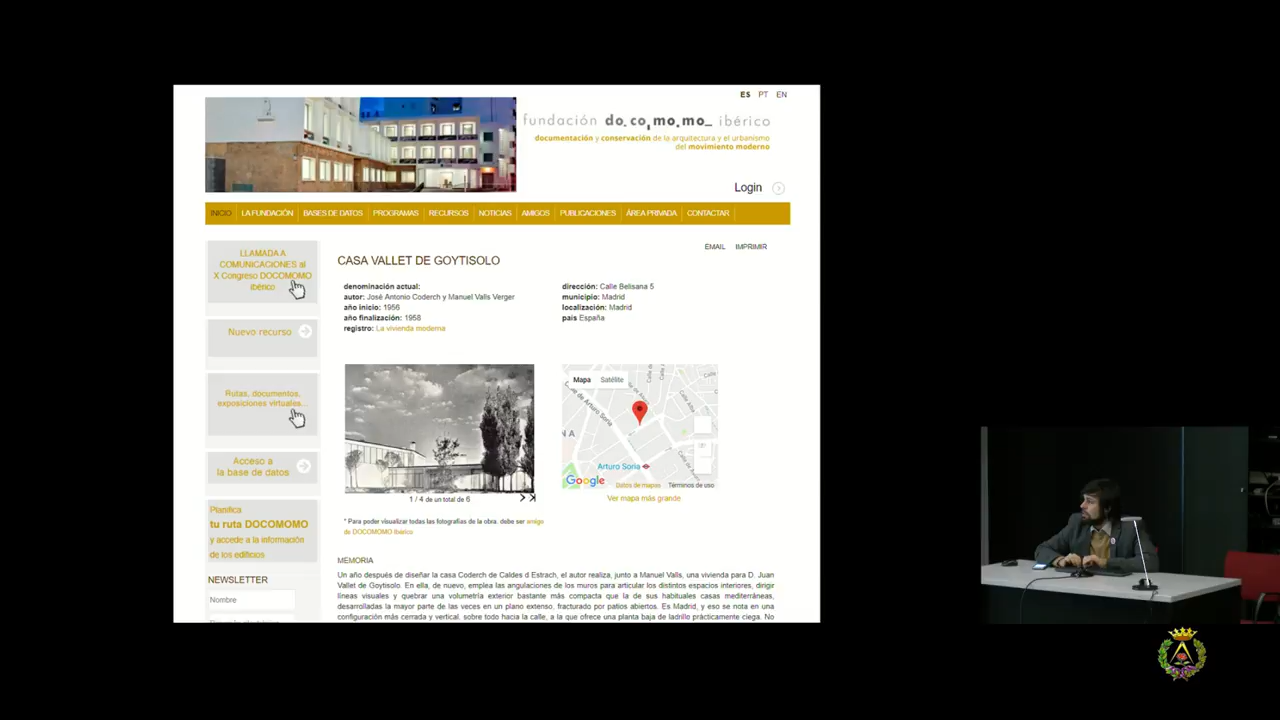 ES PT EN
fundación do_co_mo.mo_ ibérico
documentación y conservación de la arquitectura y el urbanismo
del movimiento moderno
Login
INICIO LA FUNDACIÓN BASES DE DATOS PROGRAMAS RECURSOS NOTICIAS AMIGOS PUBLICACIONES ÁREA PRIVADA CONTACTAR
EMAIL IMPRIMIR
LLAMADA A
COMUNICACIONES al
X Congreso DOCOMOMO
Ibérico
Nuevo recurso
Rutas, documentos,
exposiciones virtuales...
Acceso a
la base de datos
Planifica
tu ruta DOCOMOMO
y accede a la información
de los edificios
NEWSLETTER
Nombre
CASA VALLET DE GOYTISOLO
denominación actual:
autor: José Antonio Coderch y Manuel Valls Verger
año inicio: 1956
año finalización: 1958
registro: La vivienda moderna
dirección: Calle Belisana 5
municipio: Madrid
localización: Madrid
pais España
1 / 4 de un total de 6
Mapa Satélite
Calle de Arturo Soria
N A
Arturo Soria
Google
Datos de mapas Términos de uso
Ver mapa más grande
* Para poder visualizar todas las fotografías de la obra, debe ser amigo
de DOCOMOMO Ibérico
MEMORIA
Un año después de diseñar la casa Coderch de Caldes d Estrach, el autor realiza, junto a Manuel Valls, una vivienda para D. Juan
Vallet de Goytisolo. En ella, de nuevo, emplea las angulaciones de los muros para articular los distintos espacios interiores, dirigir
líneas visuales y quebrar una volumetría exterior bastante más compacta que la de sus habituales casas mediterráneas,
desarrolladas la mayor parte de las veces en un plano extenso, fracturado por patios abiertos. Es Madrid, y eso se nota en una
configuración más cerrada y vertical, sobre todo hacia la calle, a la que ofrece una planta baja de ladrillo prácticamente ciega. No